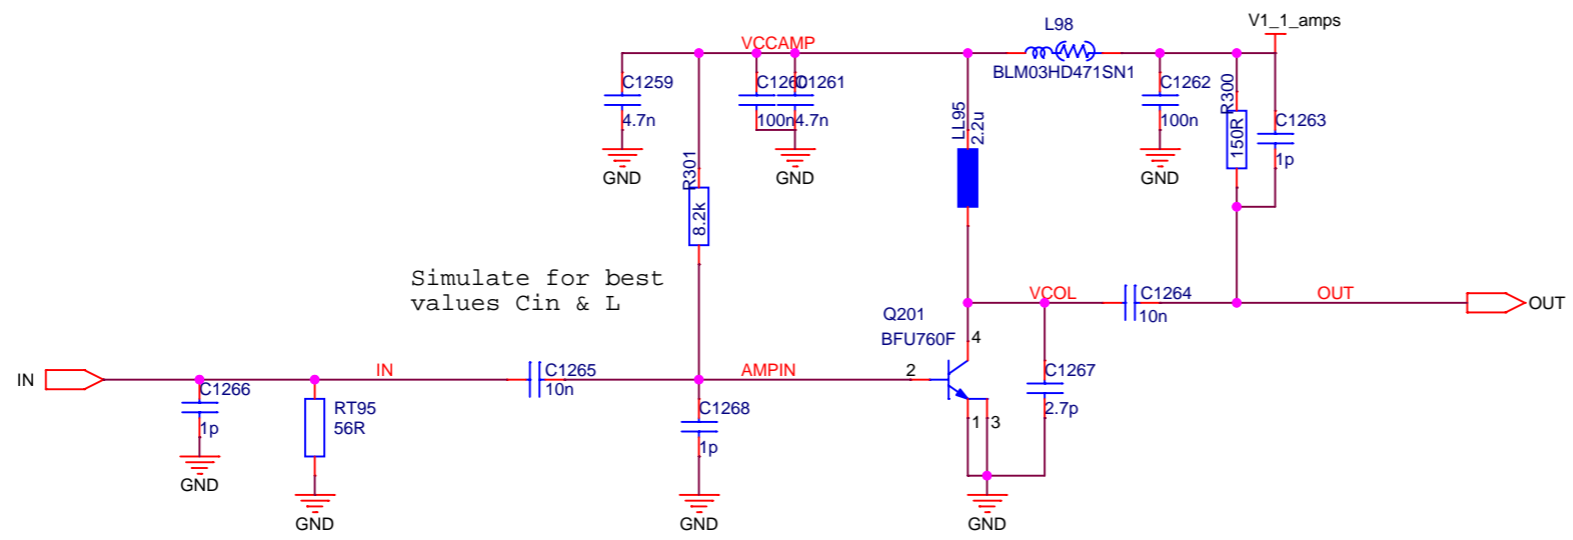 V1_1_amps
L98
VCCAMP
BLM03HD471SN1
C1259
4.7n
GND
C1260
100n
C1261
4.7n
GND
C1262
100n
GND
R300
150R
C1263
1p
LL95
2.2u
R301
8.2k
Simulate for best
values Cin & L
VCOL
C1264
10n
OUT
OUT
Q201
BFU760F
4
2
1
3
IN
IN
C1265
10n
AMPIN
C1266
1p
GND
RT95
56R
GND
C1268
1p
GND
C1267
2.7p
GND